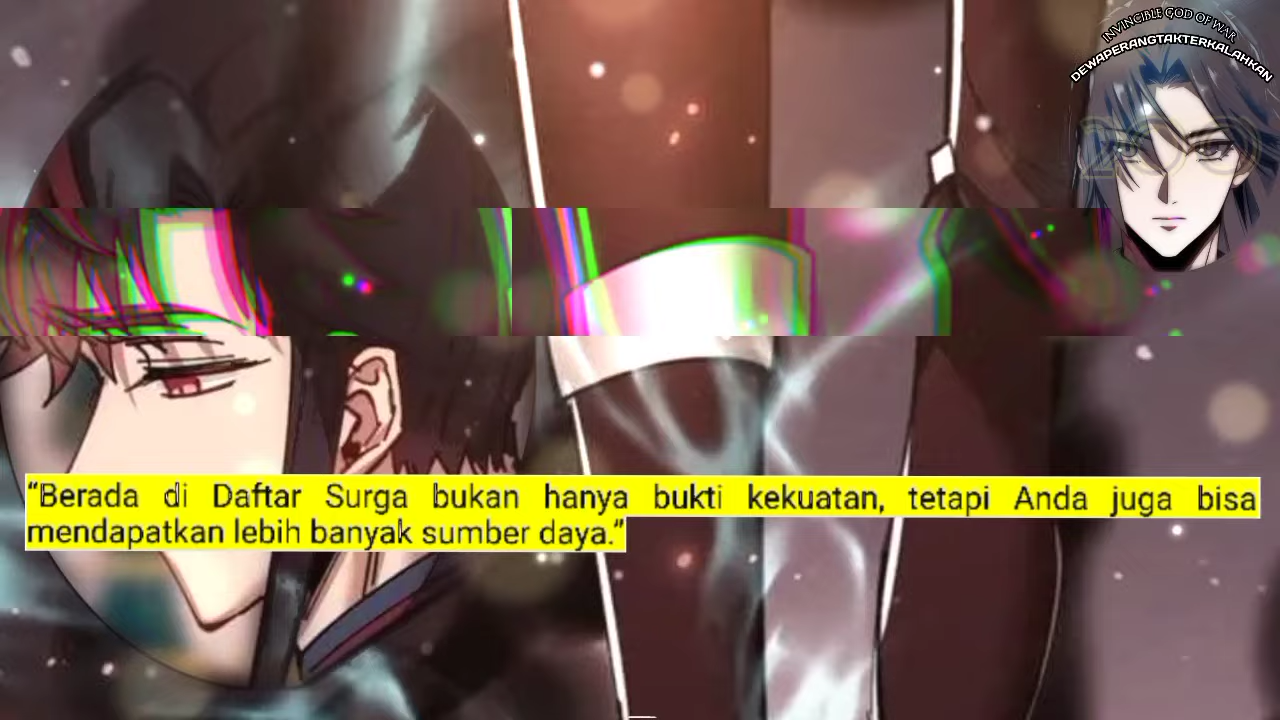 INVINCIBLE GOD OF WAR
DEWAPERANGTAKTERKALAHKAN
“Berada di Daftar Surga bukan hanya bukti kekuatan, tetapi Anda juga bisa
mendapatkan lebih banyak sumber daya.”